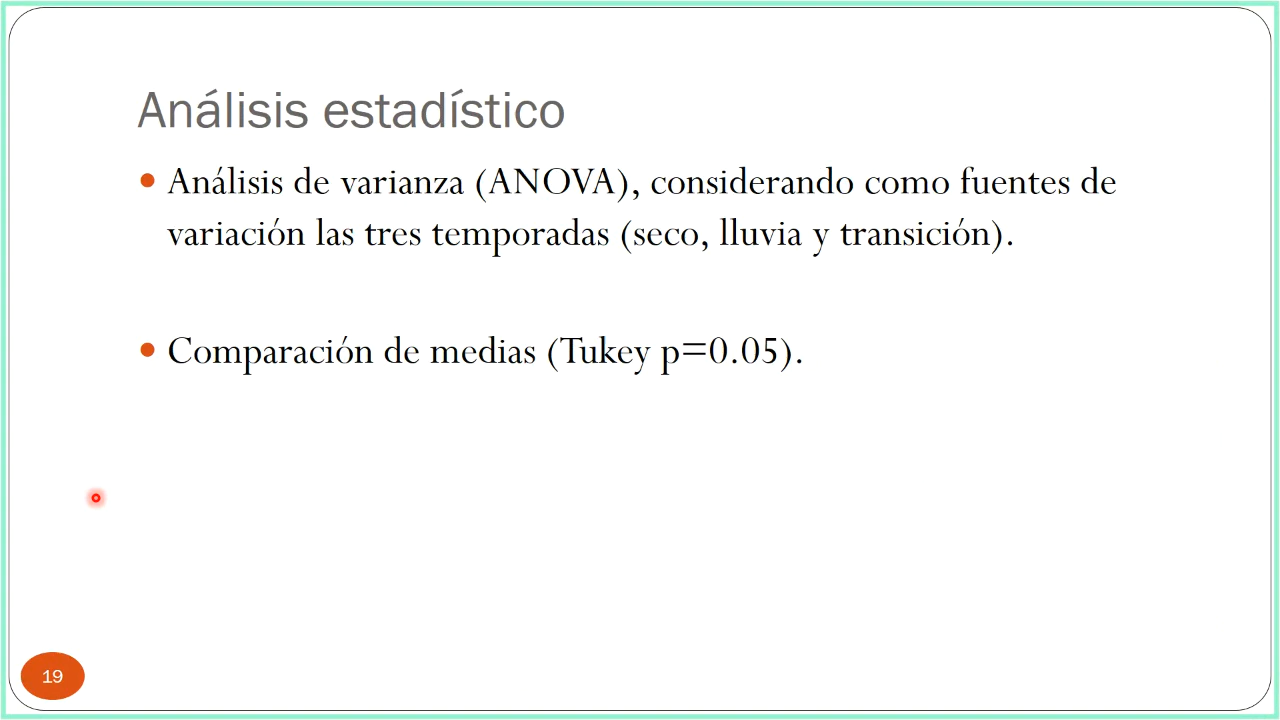 Análisis estadístico
Análisis de varianza (ANOVA), considerando como fuentes de
variación las tres temporadas (seco, lluvia y transición).
Comparación de medias (Tukey p=0.05).
19